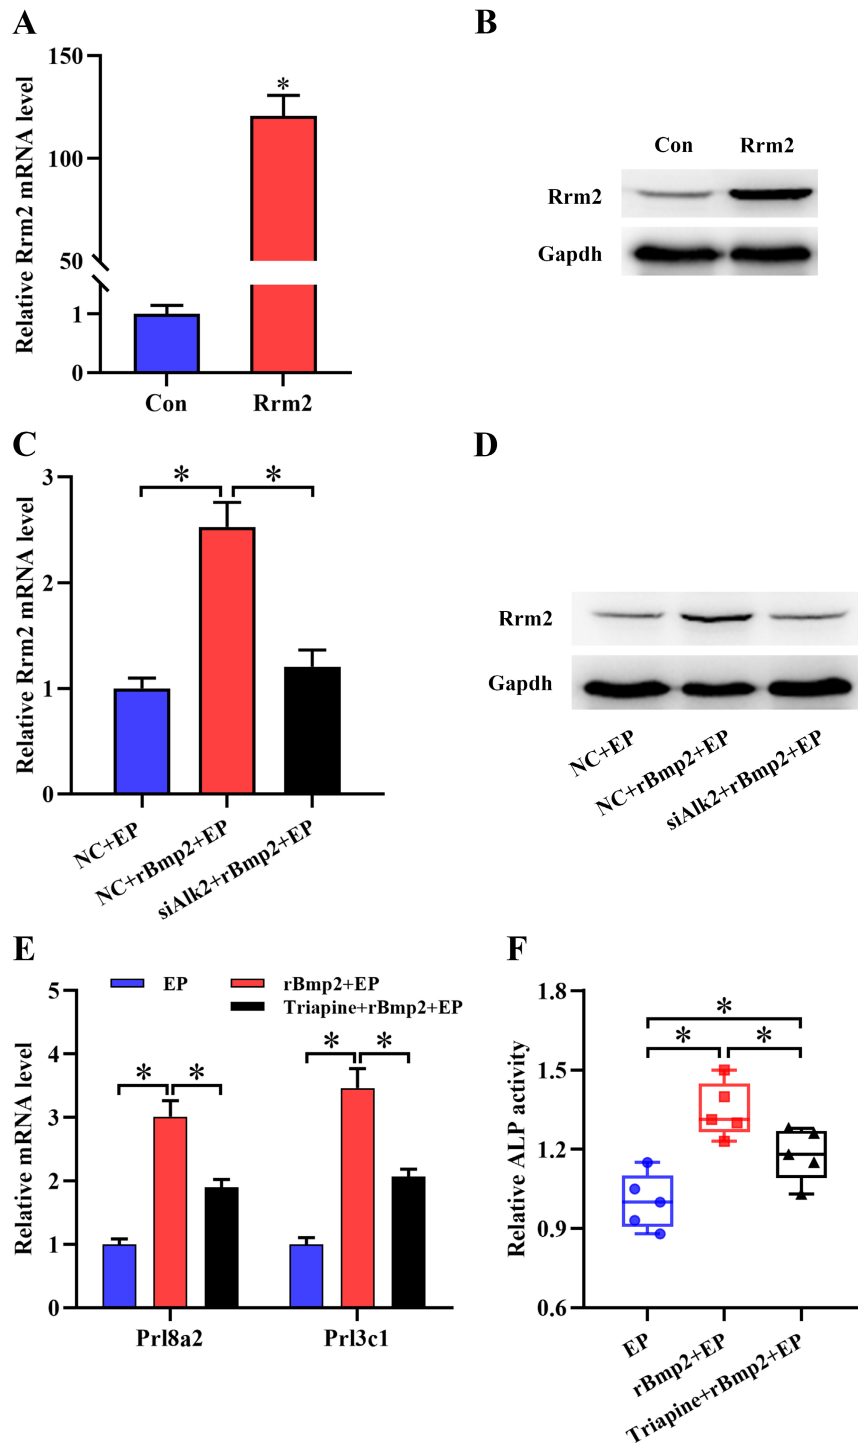 A
Relative Rrm2 mRNA level
150
100
50
1
0
*
Con
Rrm2
B
Con
Rrm2
Rrm2
Gapdh
C
Relative Rrm2 mRNA level
3
2
1
0
*
*
NC+EP
NC+rBmp2+EP
siAlk2+rBmp2+EP
D
Rrm2
Gapdh
NC+EP
NC+rBmp2+EP
siAlk2+rBmp2+EP
E
EP
rBmp2+EP
Triapine+rBmp2+EP
Relative mRNA level
5
4
3
2
1
0
*
*
*
*
Prl8a2
Prl3c1
F
Relative ALP activity
1.8
1.5
1.2
0.9
0.6
*
*
*
EP
rBmp2+EP
Triapine+rBmp2+EP